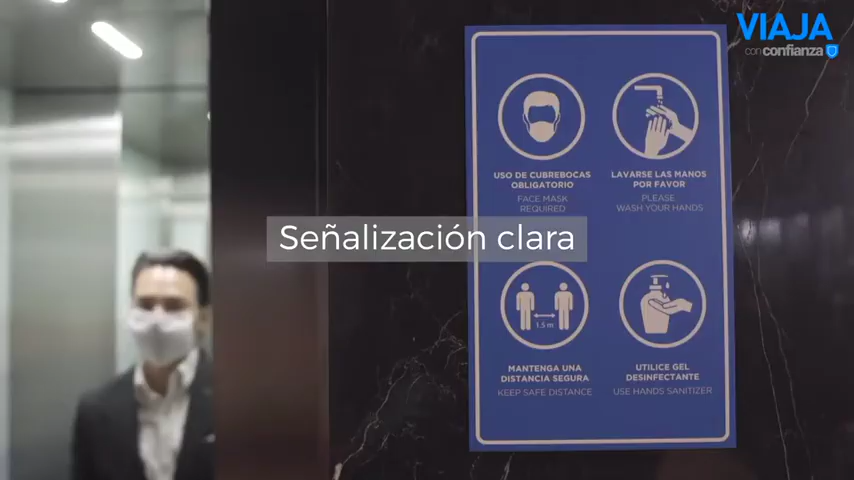 VIAJA
con confianza
USO DE CUBREBOCAS
OBLIGATORIO
FACE MASK
REQUIRED
LAVARSE LAS MANOS
POR FAVOR
PLEASE
WASH YOUR HANDS
Señalización clara
1.5 m
MANTENGA UNA
DISTANCIA SEGURA
KEEP SAFE DISTANCE
UTILICE GEL
DESINFECTANTE
USE HANDS SANITIZER